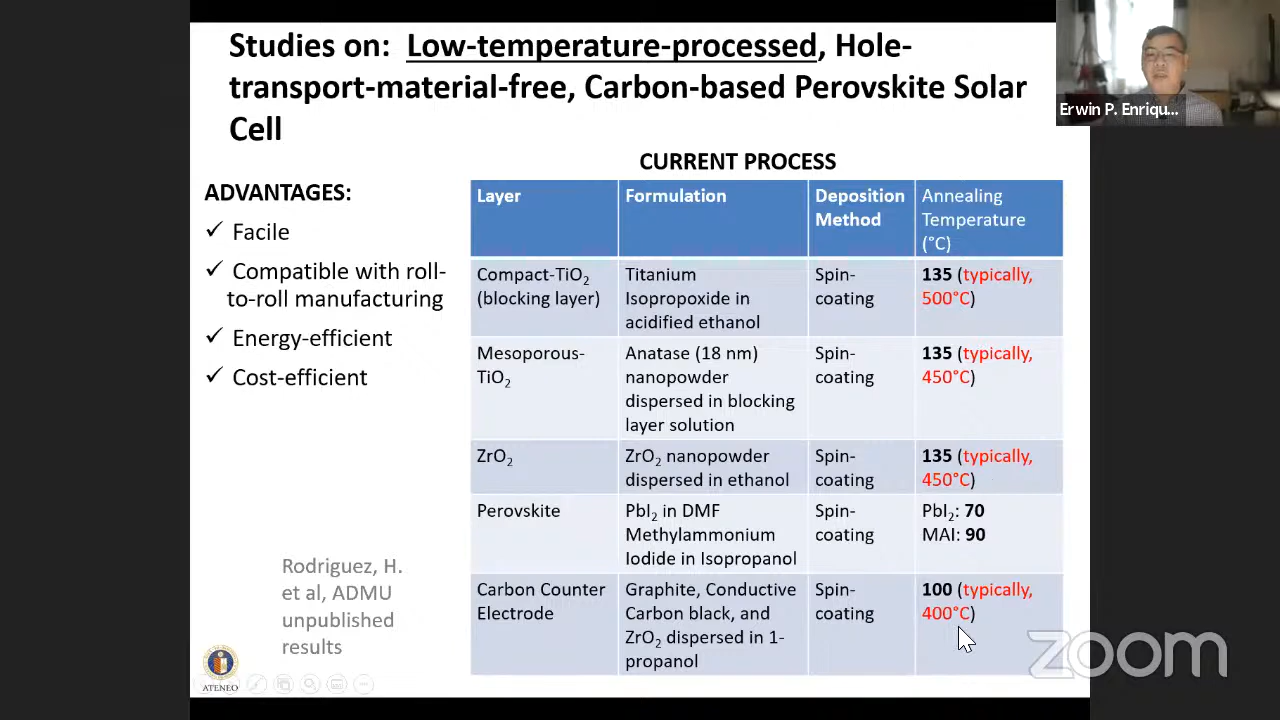 Studies on: Low-temperature-processed, Hole-
transport-material-free, Carbon-based Perovskite Solar
Cell
Erwin P. Enriqu...
CURRENT PROCESS
ADVANTAGES:
✓ Facile
✓ Compatible with roll-
to-roll manufacturing
✓ Energy-efficient
✓ Cost-efficient
Layer
Formulation
Deposition
Method
Annealing
Temperature
(°C)
Compact-TiO₂
(blocking layer)
Titanium
Isopropoxide in
acidified ethanol
Spin-
coating
135 (typically,
500°C)
Mesoporous-
TiO₂
Anatase (18 nm)
nanopowder
dispersed in blocking
layer solution
Spin-
coating
135 (typically,
450°C)
ZrO₂
ZrO₂ nanopowder
dispersed in ethanol
Spin-
coating
135 (typically,
450°C)
Perovskite
PbI₂ in DMF
Methylammonium
Iodide in Isopropanol
Spin-
coating
PbI₂: 70
MAI: 90
Carbon Counter
Electrode
Graphite, Conductive
Carbon black, and
ZrO₂ dispersed in 1-
propanol
Spin-
coating
100 (typically,
400°C)
Rodriguez, H.
et al, ADMU
unpublished
results
ATENEO
zoom